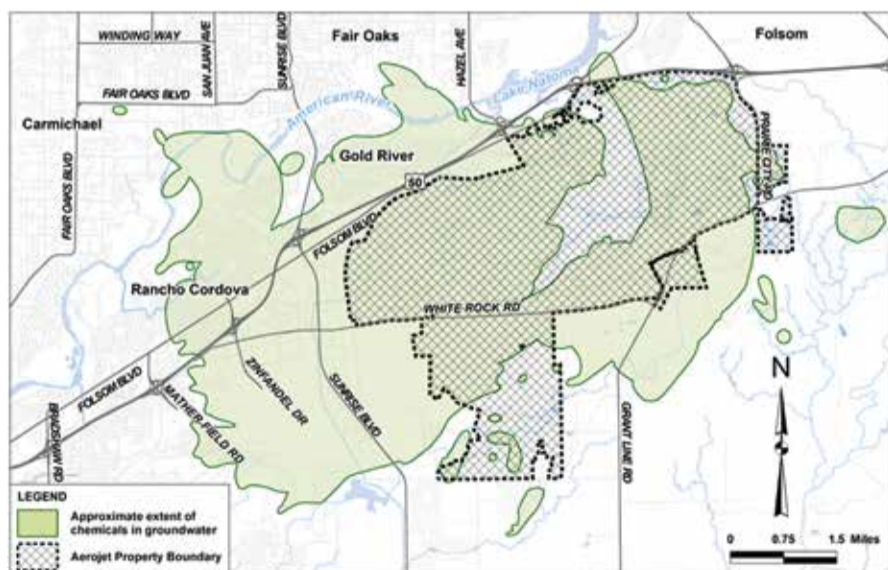 WINDING WAY
SAN JUAN AVE
SUNRISE BLVD
Fair Oaks
HAZEL AVE
Folsom
FAIR OAKS BLVD
American River
Lake Natoma
Carmichael
Gold River
50
PRAIRIE CITY RD
FAIR OAKS BLVD
FOLSOM BLVD
Rancho Cordova
WHITE ROCK RD
FOLSOM BLVD
MATHER FIELD RD
ZINFANDEL DR
SUNRISE BLVD
GRANT LINE RD
BRADSHAW RD
N
LEGEND
Approximate extent of
chemicals in groundwater
Aerojet Property Boundary
0 0.75 1.5 Miles